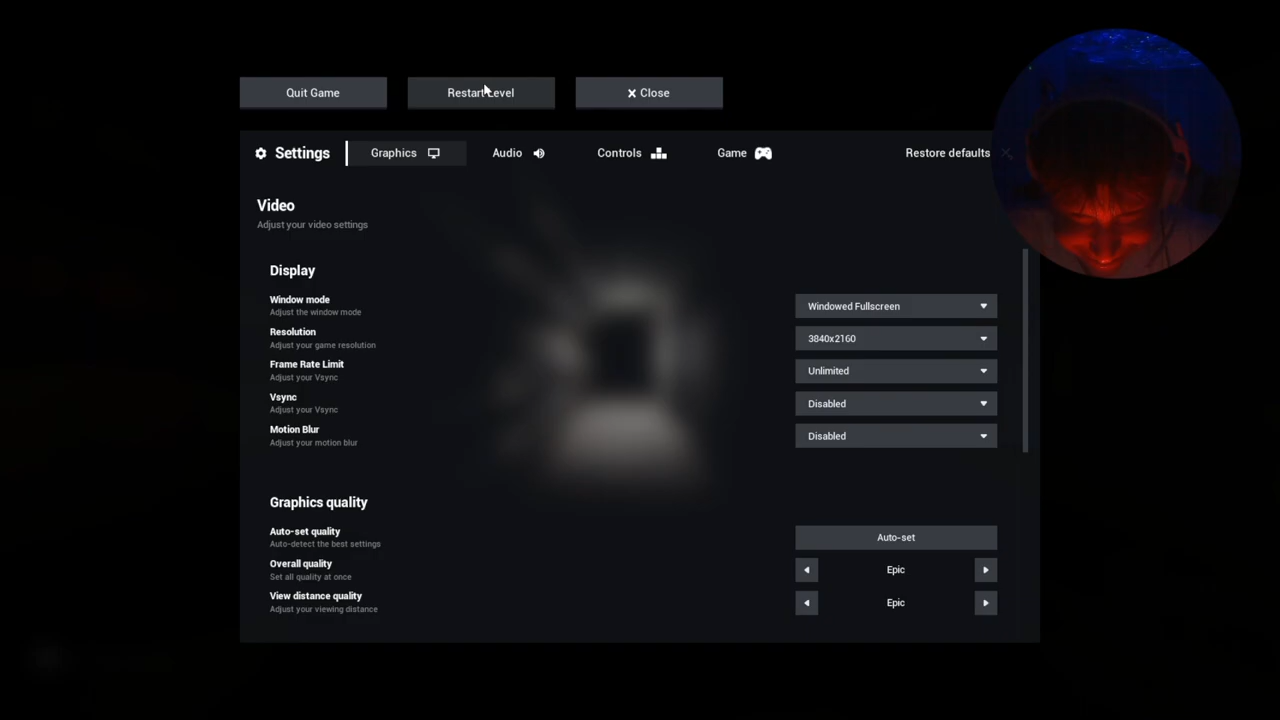 Quit Game
Restart Level
Close
Settings
Graphics
Audio
Controls
Game
Restore defaults
Video
Adjust your video settings
Display
Window mode
Adjust the window mode
Windowed Fullscreen
Resolution
Adjust your game resolution
3840x2160
Frame Rate Limit
Adjust your Vsync
Unlimited
Vsync
Adjust your Vsync
Disabled
Motion Blur
Adjust your motion blur
Disabled
Graphics quality
Auto-set quality
Auto-detect the best settings
Auto-set
Overall quality
Set all quality at once
Epic
View distance quality
Adjust your viewing distance
Epic